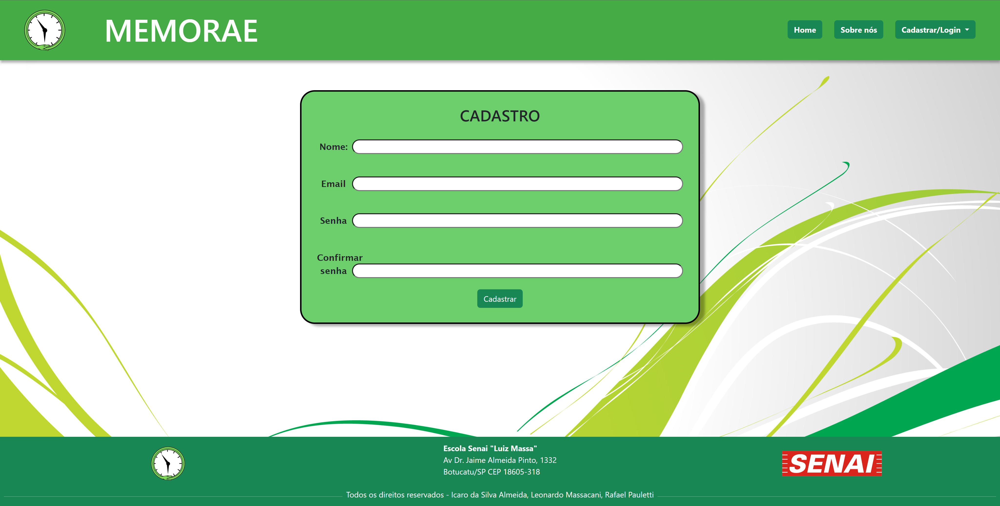 MEMORAE
Home
Sobre nós
Cadastrar/Login
CADASTRO
Nome:
Email
Senha
Confirmar
senha
Cadastrar
Escola Senai "Luiz Massa"
Av Dr. Jaime Almeida Pinto, 1332
Botucatu/SP CEP 18605-318
SENAI
Todos os direitos reservados - Icaro da Silva Almeida, Leonardo Massacani, Rafael Pauletti